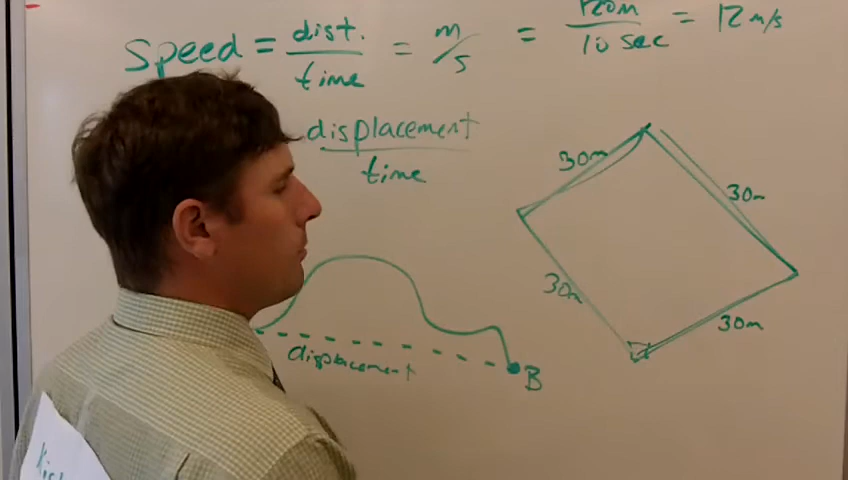 Speed = dist. / time = m/s = 120m / 10 sec = 12 m/s
displacement / time
30m
30m
30m
30m
displacement
B